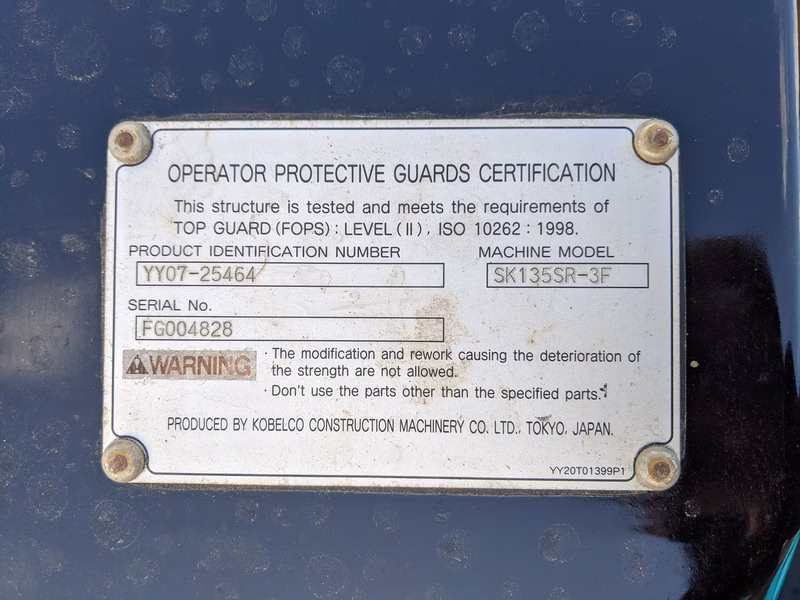 OPERATOR PROTECTIVE GUARDS CERTIFICATION
This structure is tested and meets the requirements of
TOP GUARD (FOPS) : LEVEL (II), ISO 10262 : 1998.
PRODUCT IDENTIFICATION NUMBER
YY07-25464
MACHINE MODEL
SK135SR-3F
SERIAL No.
FG004828
WARNING
· The modification and rework causing the deterioration of
the strength are not allowed.
· Don't use the parts other than the specified parts.
PRODUCED BY KOBELCO CONSTRUCTION MACHINERY CO. LTD., TOKYO, JAPAN.
YY20T01399P1